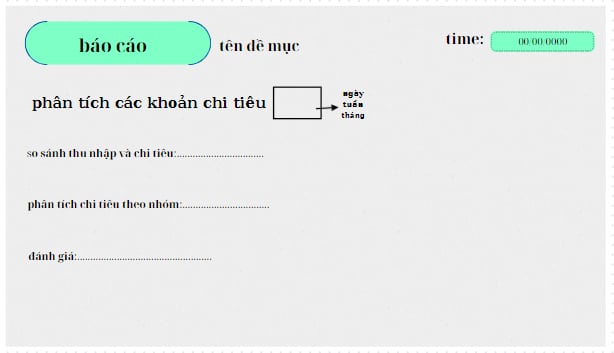 báo cáo
tên đề mục
time: 00/00/0000
phân tích các khoản chi tiêu
ngày
tuần
tháng
so sánh thu nhập và chi tiêu:.................................
phân tích chi tiêu theo nhóm:.................................
đánh giá:...................................................